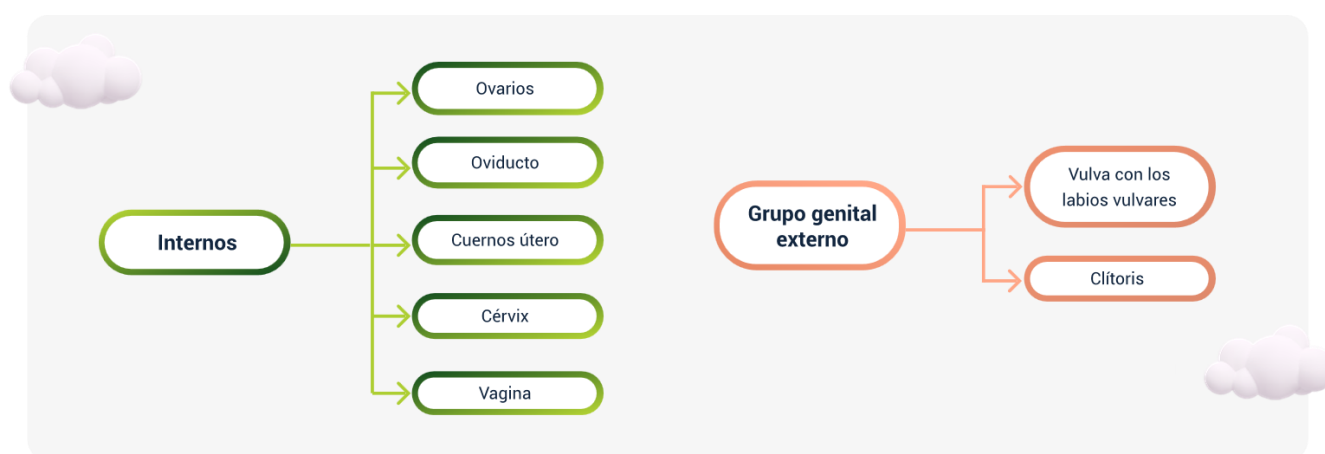 Internos
Ovarios
Oviducto
Cuernos útero
Cérvix
Vagina
Grupo genital
externo
Vulva con los
labios vulvares
Clítoris